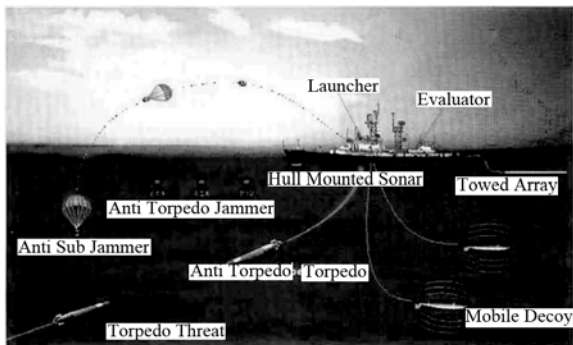 Launcher
Evaluator
Hull Mounted Sonar
Towed Array
Anti Torpedo Jammer
Anti Sub Jammer
Anti Torpedo Torpedo
Mobile Decoy
Torpedo Threat